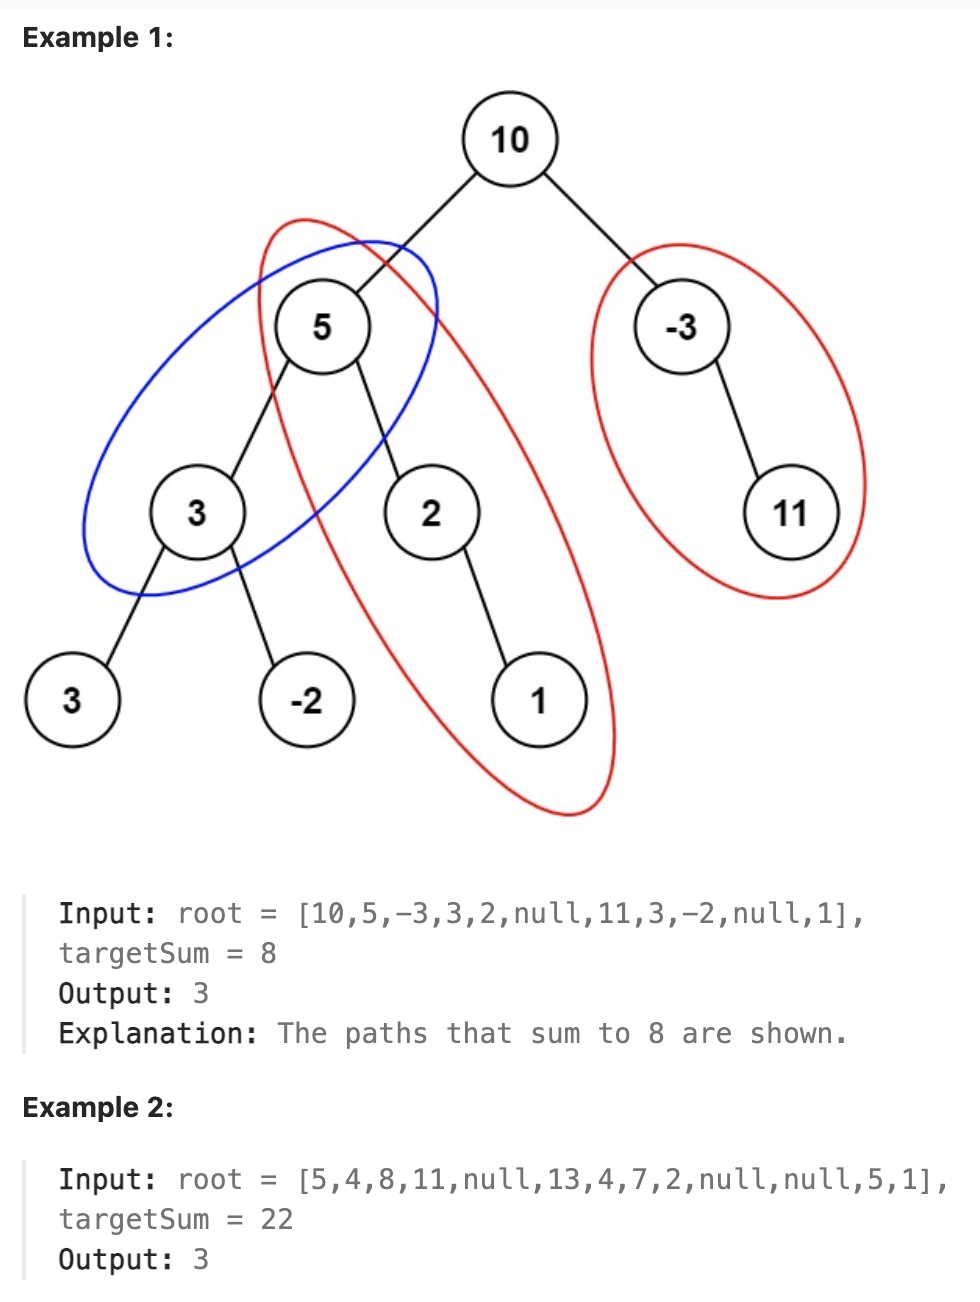 Example 1:
10
5
-3
3
2
11
3
-2
1
Input: root = [10,5,-3,3,2,null,11,3,-2,null,1],
targetSum = 8
Output: 3
Explanation: The paths that sum to 8 are shown.
Example 2:
Input: root = [5,4,8,11,null,13,4,7,2,null,null,5,1],
targetSum = 22
Output: 3